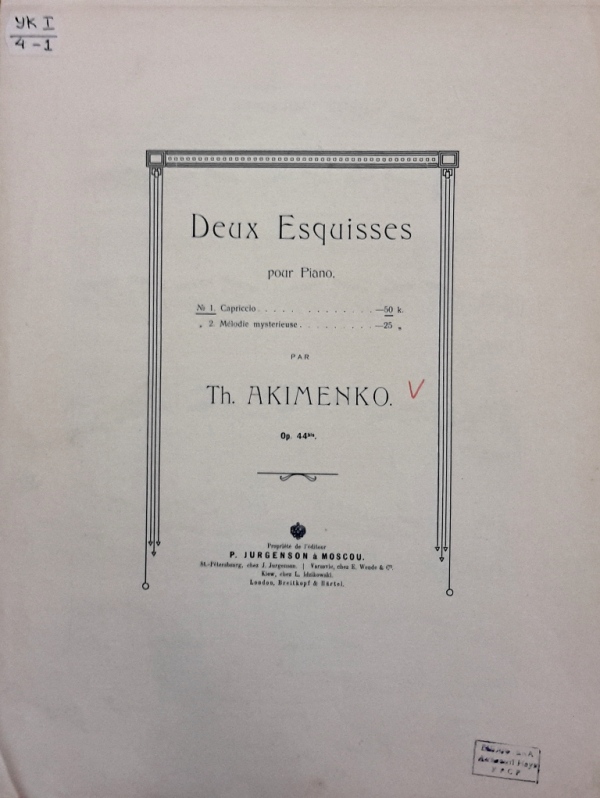 УК I
4-1
Deux Esquisses
pour Piano.
№ 1. Capriccio. . . . . . . . . . . . . . —50 k.
„ 2. Mélodie mysterieuse. . . . . . . . . —25 „
PAR
Th. AKIMENKO. V
Op. 44bis.
Propriété de l'éditeur
P. JURGENSON à MOSCOU.
St.-Pétersbourg, chez J. Jurgenson. | Varsovie, chez E. Wende & Co.
Kiew, chez L. Idzikowski.
London, Breitkopf & Härtel.